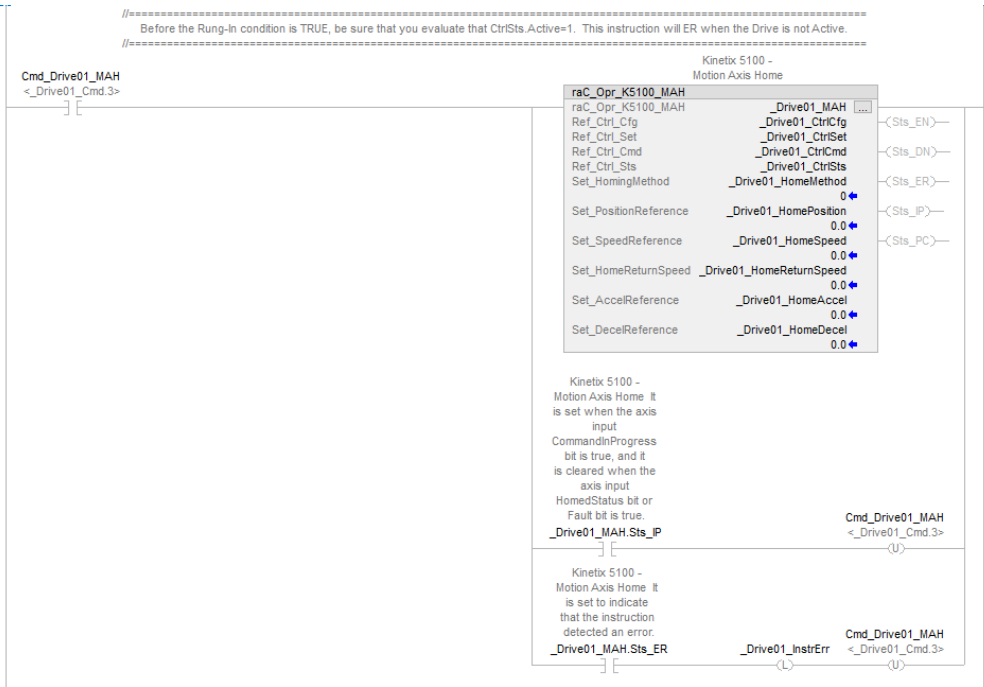 //====================================================================================================
Before the Rung-In condition is TRUE, be sure that you evaluate that CtrlSts.Active=1.  This instruction will ER when the Drive is not Active.
//====================================================================================================
Cmd_Drive01_MAH
<_Drive01_Cmd.3>
Kinetix 5100 -
Motion Axis Home
raC_Opr_K5100_MAH
raC_Opr_K5100_MAH _Drive01_MAH ...
Ref_Ctrl_Cfg _Drive01_CtrlCfg (Sts_EN)
Ref_Ctrl_Set _Drive01_CtrlSet
Ref_Ctrl_Cmd _Drive01_CtrlCmd (Sts_DN)
Ref_Ctrl_Sts _Drive01_CtrlSts
Set_HomingMethod _Drive01_HomeMethod (Sts_ER)
0
Set_PositionReference _Drive01_HomePosition (Sts_IP)
0.0
Set_SpeedReference _Drive01_HomeSpeed (Sts_PC)
0.0
Set_HomeReturnSpeed _Drive01_HomeReturnSpeed
0.0
Set_AccelReference _Drive01_HomeAccel
0.0
Set_DecelReference _Drive01_HomeDecel
0.0
Kinetix 5100 -
Motion Axis Home  It
is set when the axis
input
CommandInProgress
bit is true, and it
is cleared when the
axis input
HomedStatus bit or
Fault bit is true.
_Drive01_MAH.Sts_IP
Cmd_Drive01_MAH
<_Drive01_Cmd.3>
(U)
Kinetix 5100 -
Motion Axis Home  It
is set to indicate
that the instruction
detected an error.
_Drive01_MAH.Sts_ER
_Drive01_InstrErr
(L)
Cmd_Drive01_MAH
<_Drive01_Cmd.3>
(U)